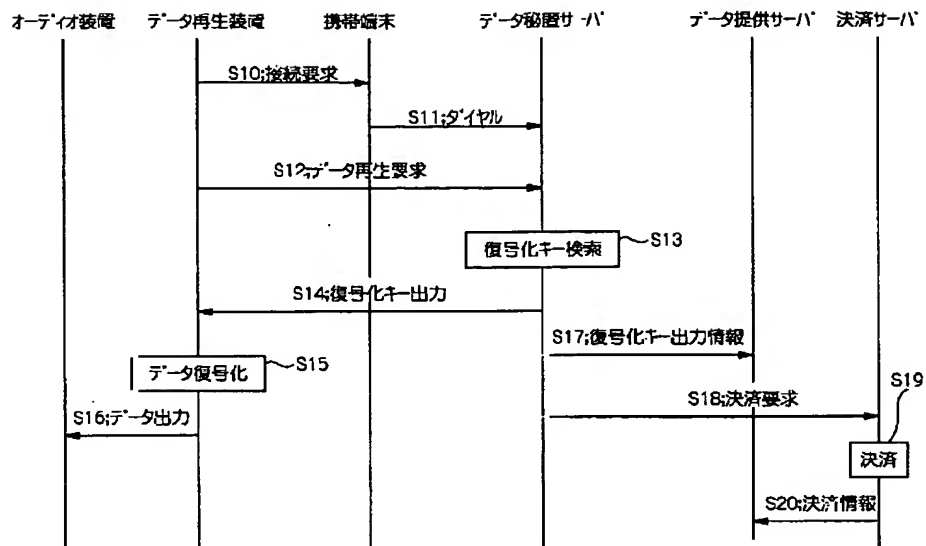 オーディオ装置
データ再生装置
携帯端末
データ秘匿サーバ
データ提供サーバ
決済サーバ
S10;接続要求
S11;ダイヤル
S12;データ再生要求
復号化キー検索
S13
S14;復号化キー出力
S17;復号化キー出力情報
データ復号化
S15
S18;決済要求
S19
S16;データ出力
決済
S20;決済情報